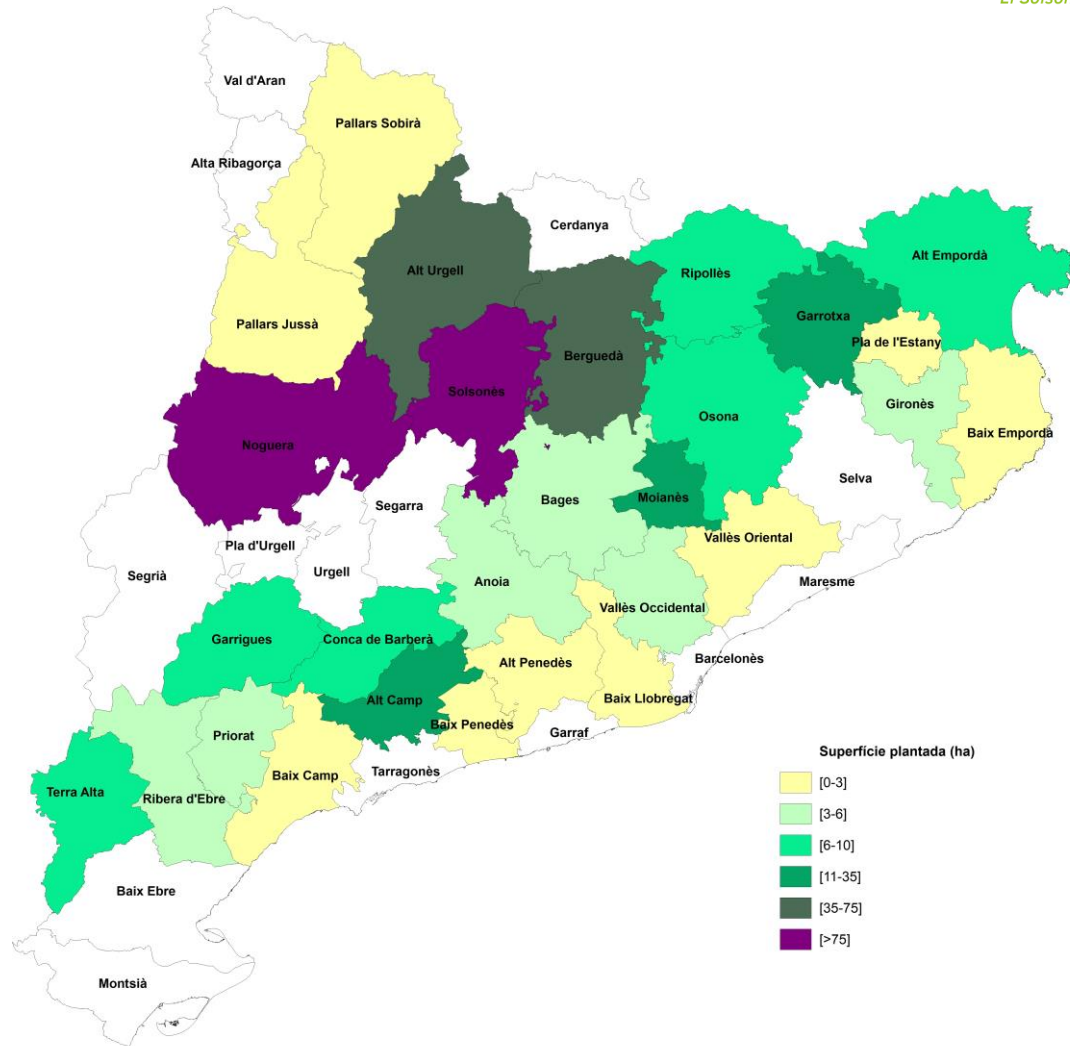 Val d'Aran
Pallars Sobirà
Alta Ribagorça
Cerdanya
Alt Urgell
Ripollès
Alt Empordà
Pallars Jussà
Garrotxa
Pla de l'Estany
Berguedà
Solsonès
Gironès
Osona
Baix Empordà
Noguera
Selva
Segarra
Bages
Moianès
Vallès Oriental
Pla d'Urgell
Segrià
Urgell
Anoia
Maresme
Vallès Occidental
Garrigues
Conca de Barberà
Barcelonès
Alt Penedès
Alt Camp
Baix Llobregat
Baix Penedès
Garraf
Priorat
Baix Camp
Tarragonès
Terra Alta
Ribera d'Ebre
Baix Ebre
Montsià
Superfície plantada (ha)
[0-3]
[3-6]
[6-10]
[11-35]
[35-75]
[>75]